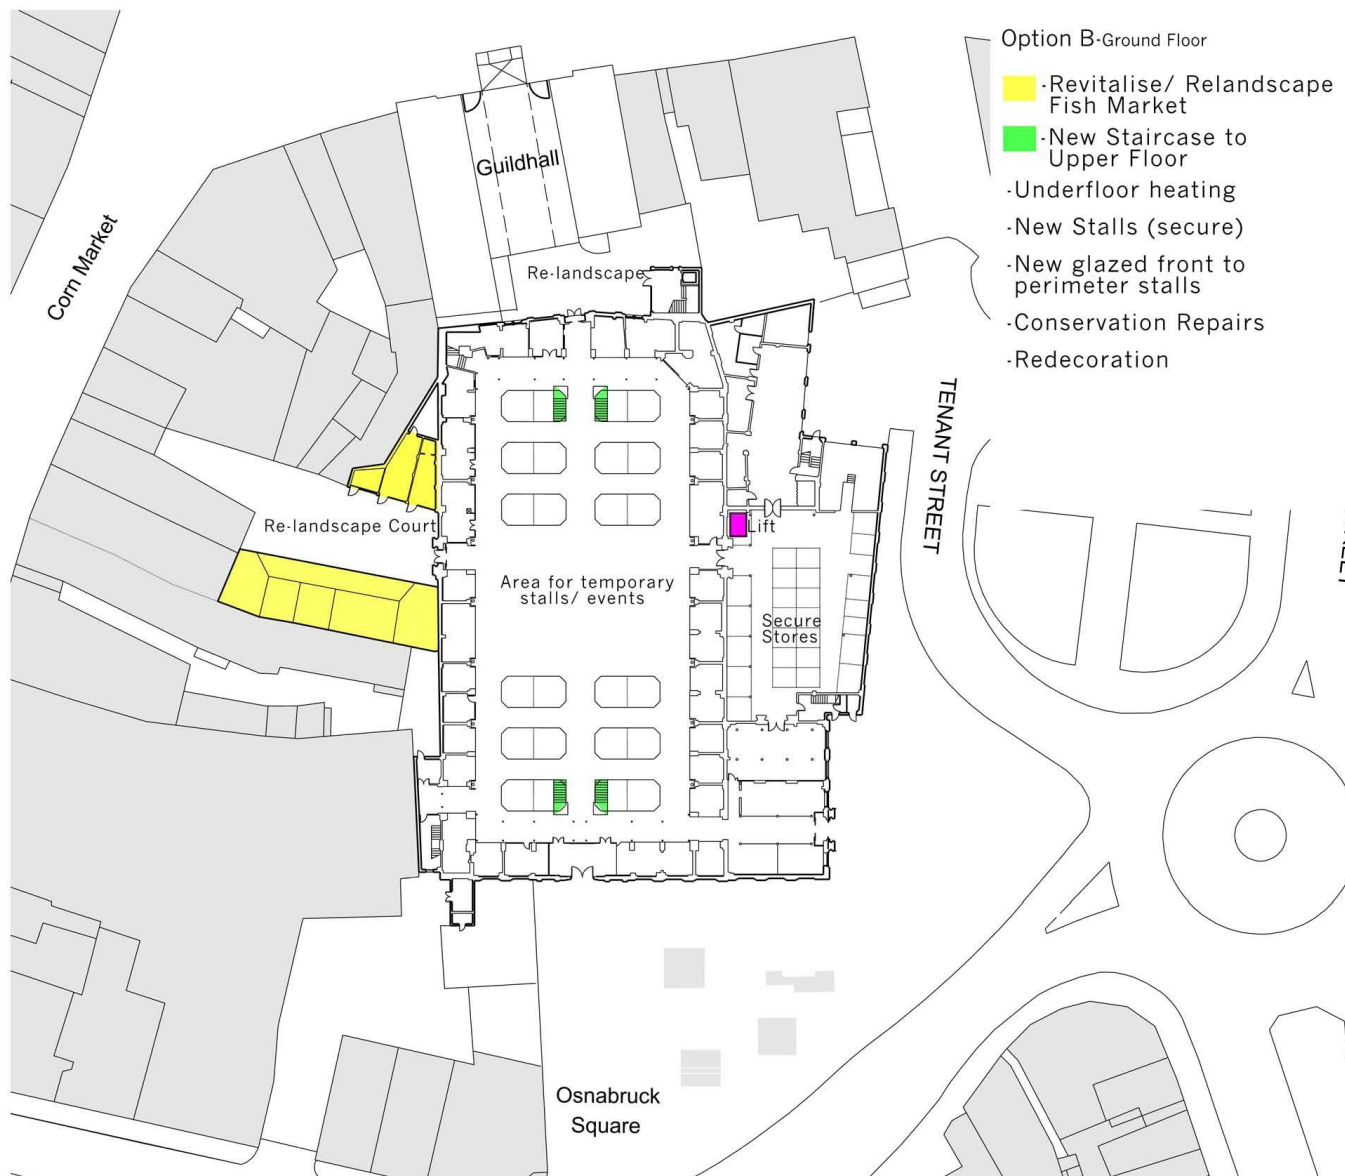 Option B-Ground Floor
-Revitalise/ Relandscape
Fish Market
-New Staircase to
Upper Floor
-Underfloor heating
-New Stalls (secure)
-New glazed front to
perimeter stalls
-Conservation Repairs
-Redecoration
Guildhall
Corn Market
Re-landscape
TENANT STREET
Re-landscape Court
Lift
Area for temporary
stalls/ events
Secure
Stores
Osnabruck
Square